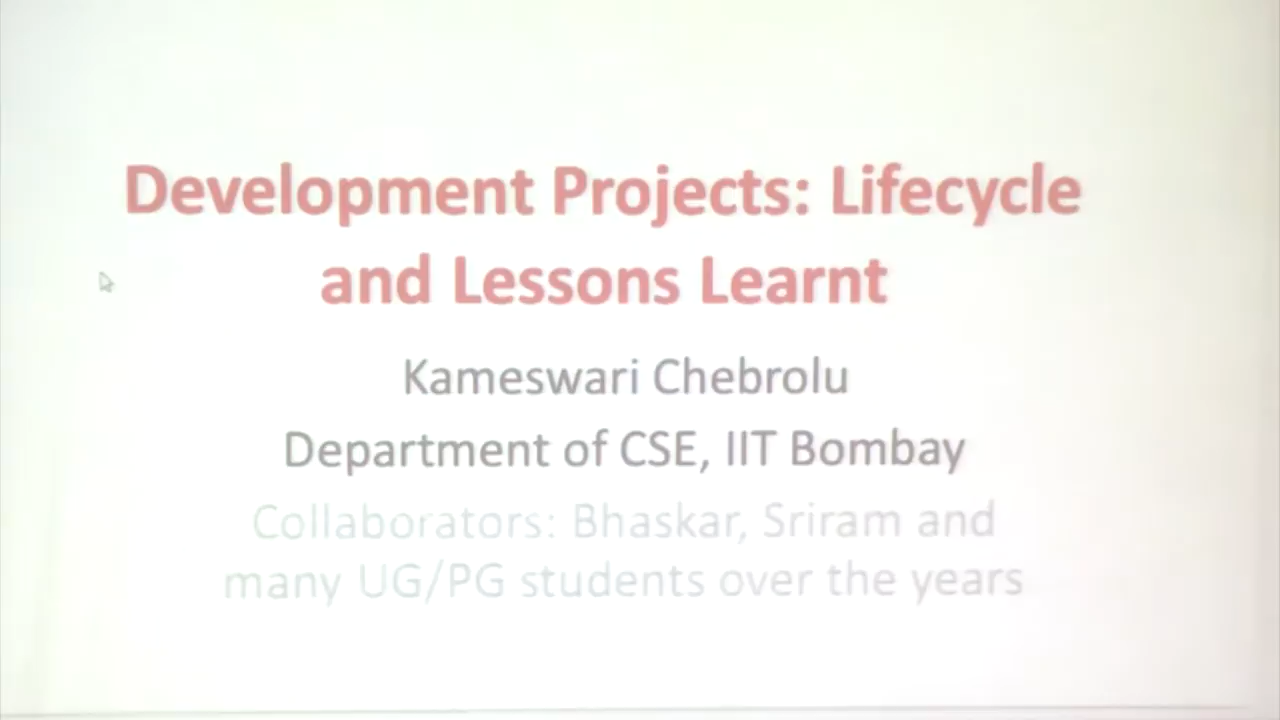 Development Projects: Lifecycle
and Lessons Learnt
Kameswari Chebrolu
Department of CSE, IIT Bombay
Collaborators: Bhaskar, Sriram and
many UG/PG students over the years